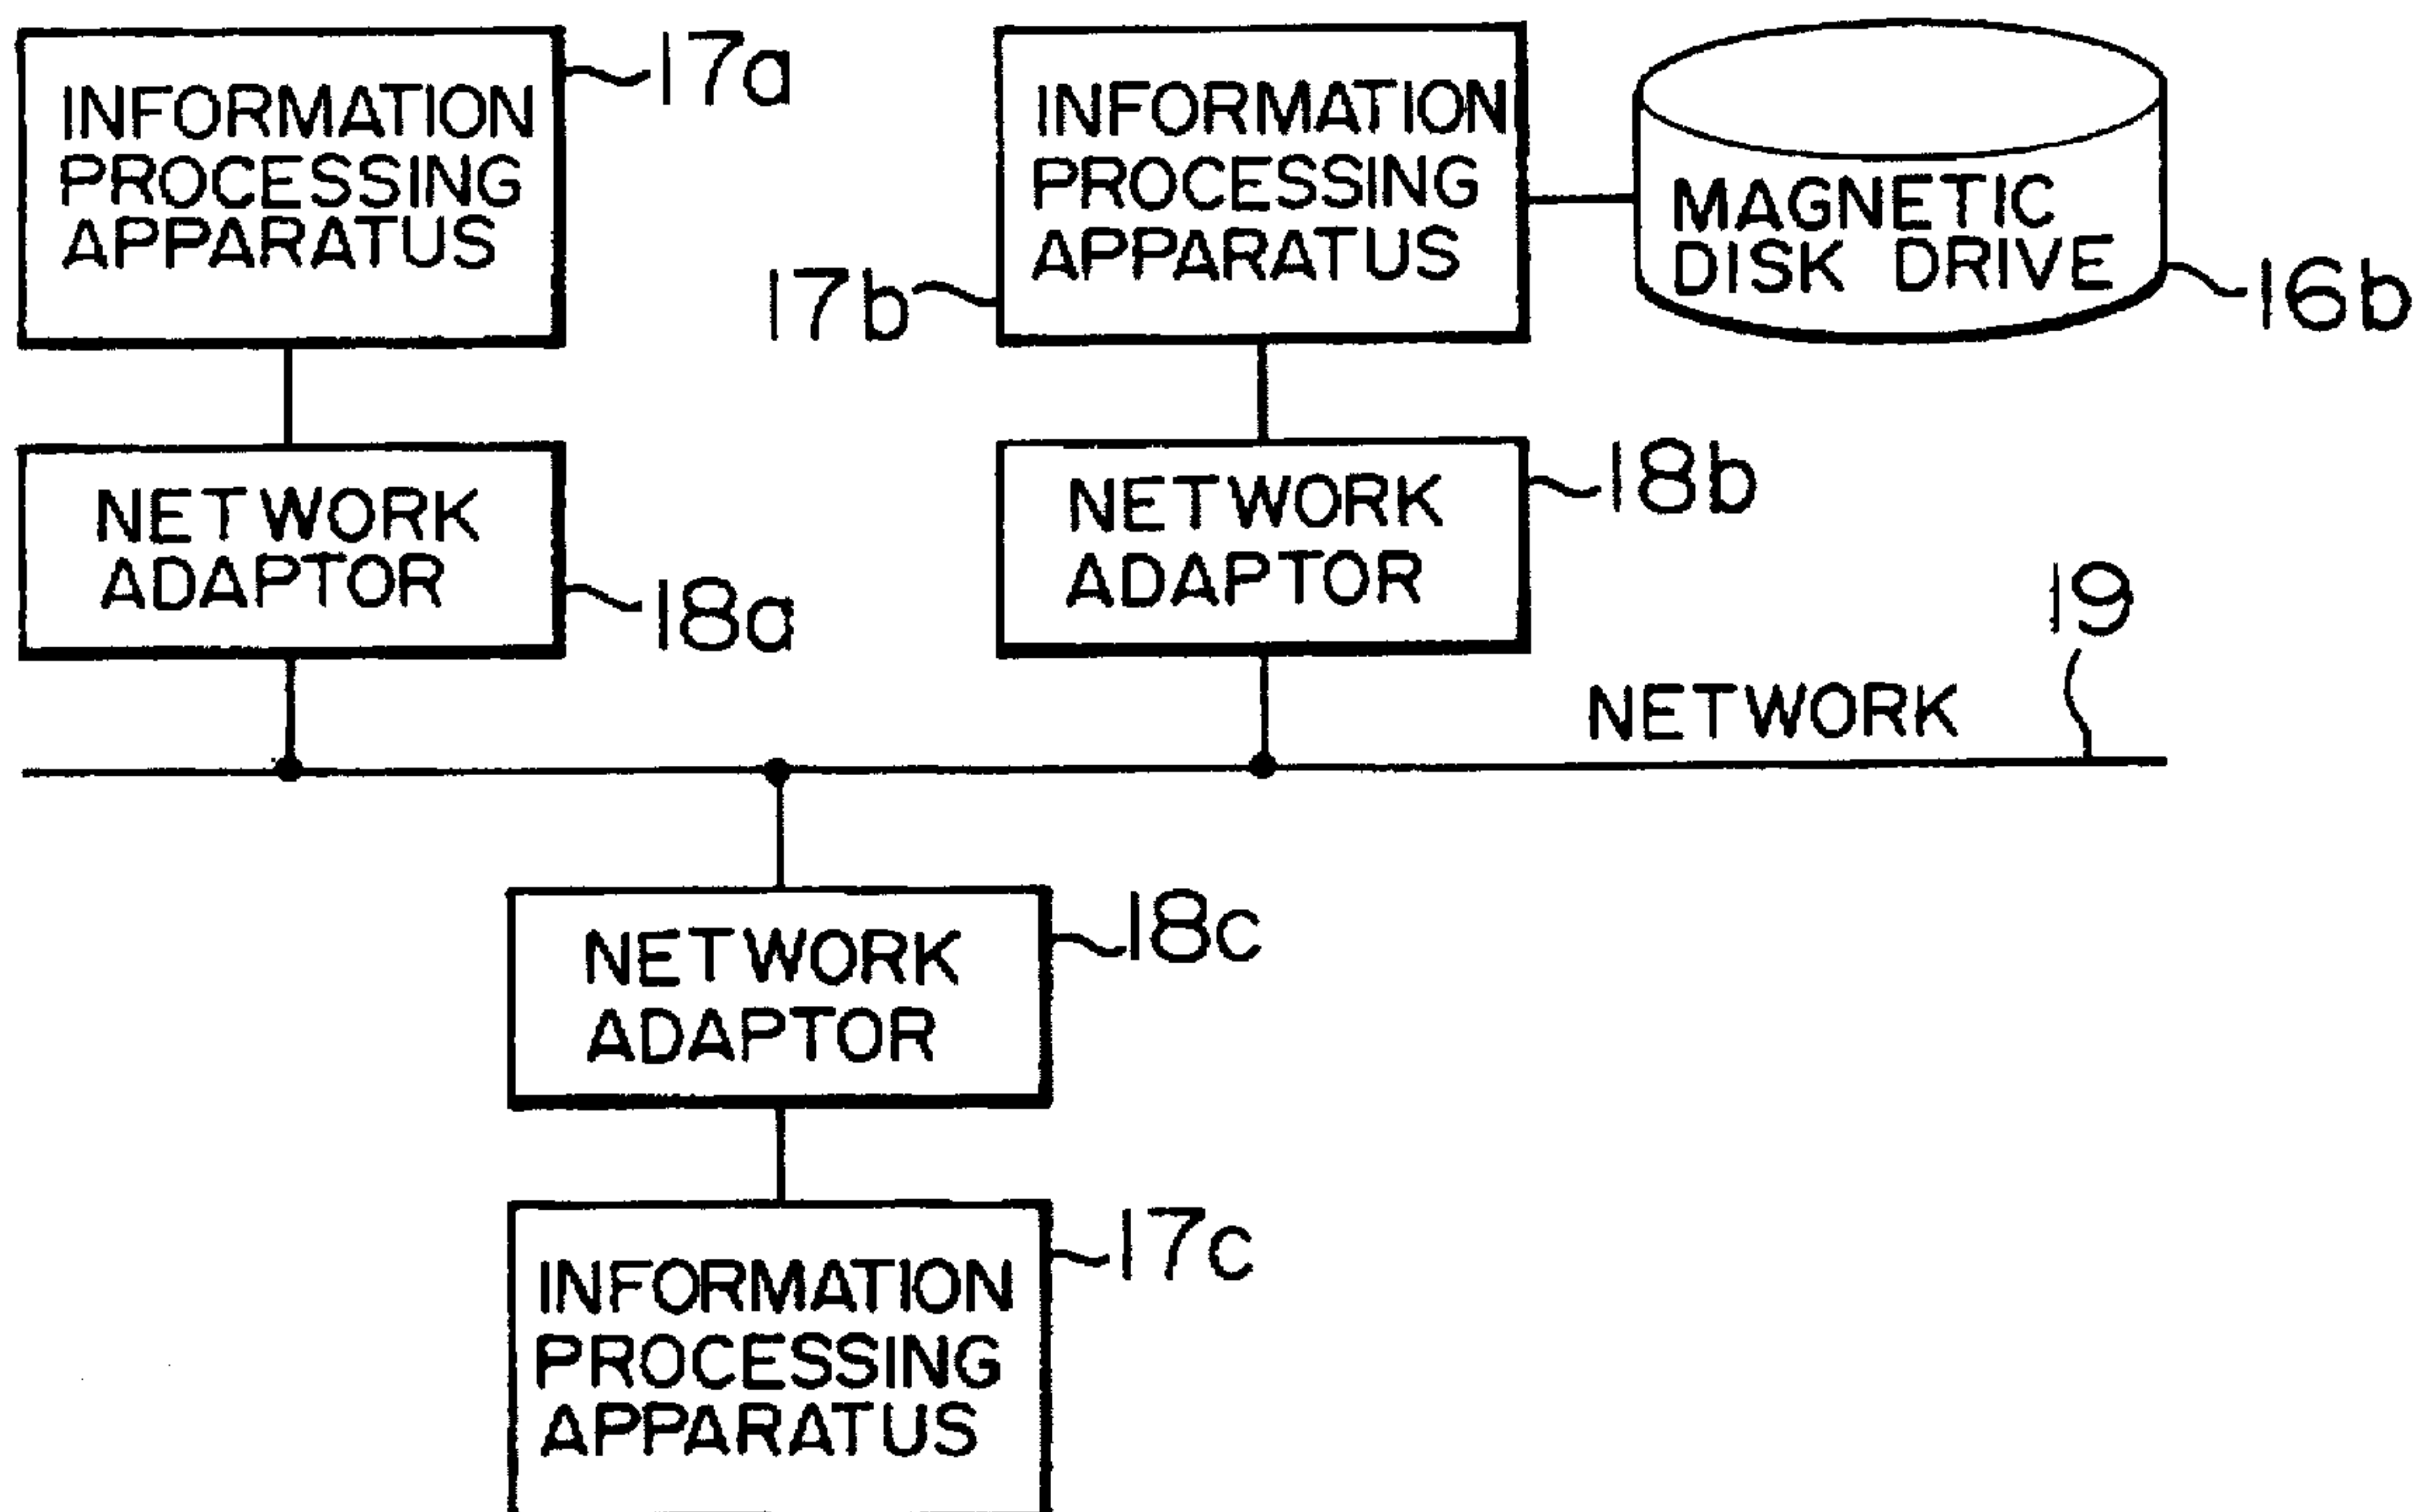 INFORMATION
PROCESSING
APPARATUS
17a
INFORMATION
PROCESSING
APPARATUS
17b
MAGNETIC
DISK DRIVE
16b
NETWORK
ADAPTOR
18a
NETWORK
ADAPTOR
18b
NETWORK
19
NETWORK
ADAPTOR
18c
INFORMATION
PROCESSING
APPARATUS
17c